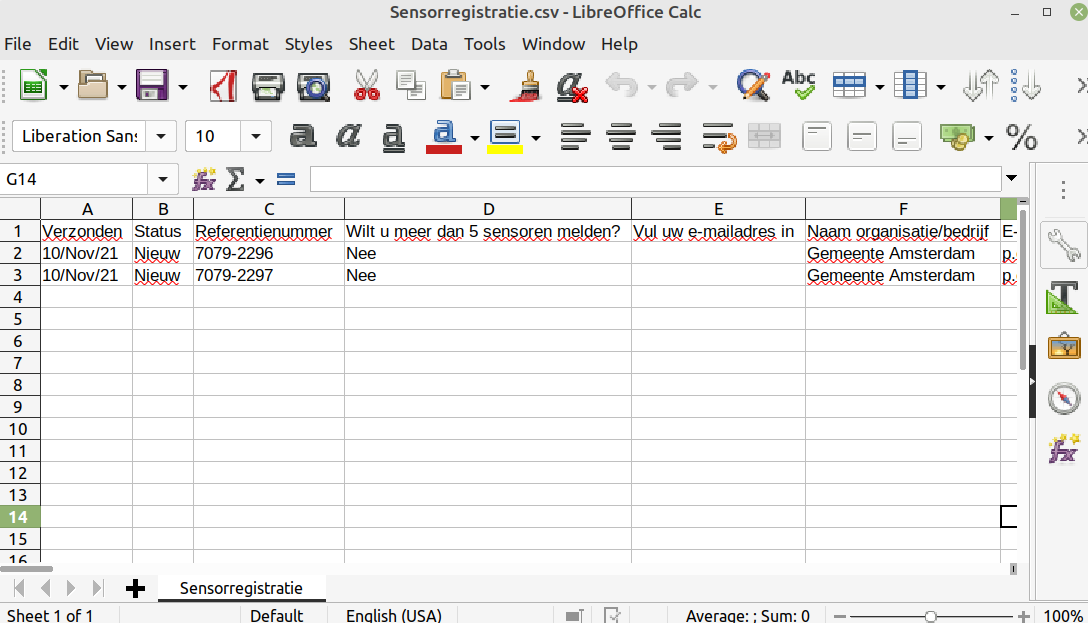 Sensorregistratie.csv - LibreOffice Calc
File Edit View Insert Format Styles Sheet Data Tools Window Help
Abc
Liberation Sans 10 a a a a %
G14 fx Σ =
A B C D E F
1 Verzonden Status Referentienummer Wilt u meer dan 5 sensoren melden? Vul uw e-mailadres in Naam organisatie/bedrijf E-
2 10/Nov/21 Nieuw 7079-2296 Nee Gemeente Amsterdam p.
3 10/Nov/21 Nieuw 7079-2297 Nee Gemeente Amsterdam p.
4
5
6
7
8
9
10
11
12
13
14
15
16
Sensorregistratie
Sheet 1 of 1 Default English (USA) Average: ; Sum: 0 100%